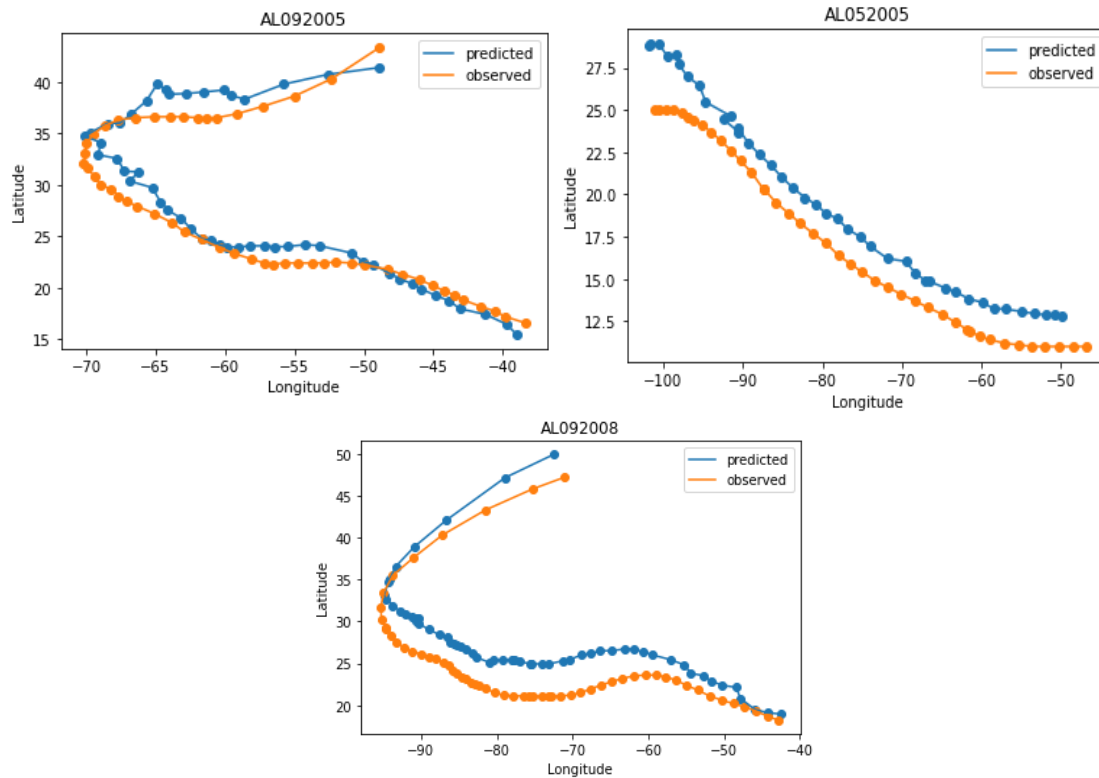 AL092005
predicted
observed
40
35
30
25
20
15
Latitude
−70 −65 −60 −55 −50 −45 −40
Longitude
AL052005
predicted
observed
27.5
25.0
22.5
20.0
17.5
15.0
12.5
Latitude
−100 −90 −80 −70 −60 −50
Longitude
AL092008
predicted
observed
50
45
40
35
30
25
20
Latitude
−90 −80 −70 −60 −50 −40
Longitude